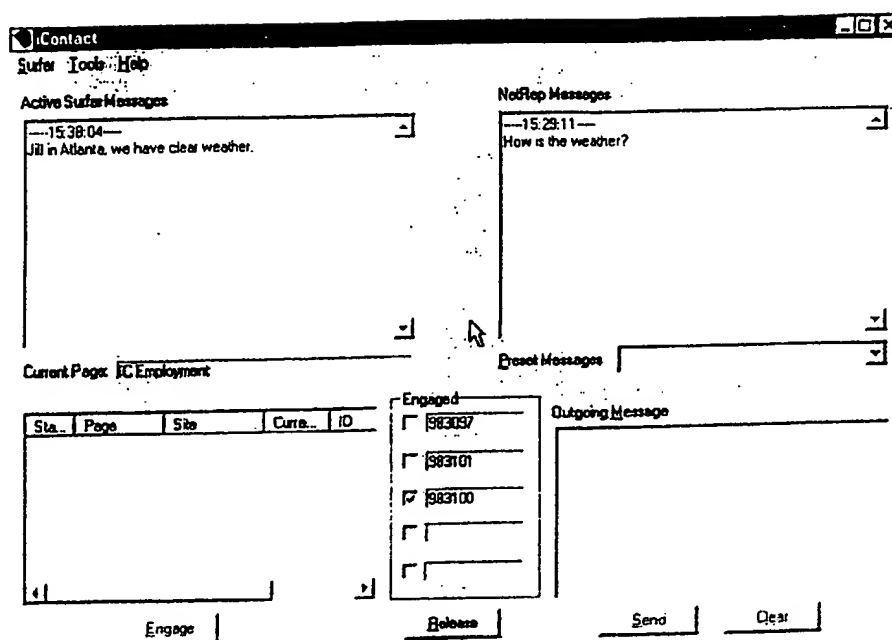 iContact
Surfer Tools Help
Active Surfer Messages
----15:38:04----
Jill in Atlanta, we have clear weather.
NetRep Messages
----15:29:11----
How is the weather?
Current Page: IC Employment
Preset Messages
Sta... Page Site Curre... ID
Engaged
983097
983101
983100
Outgoing Message
Engage
Release
Send
Clear